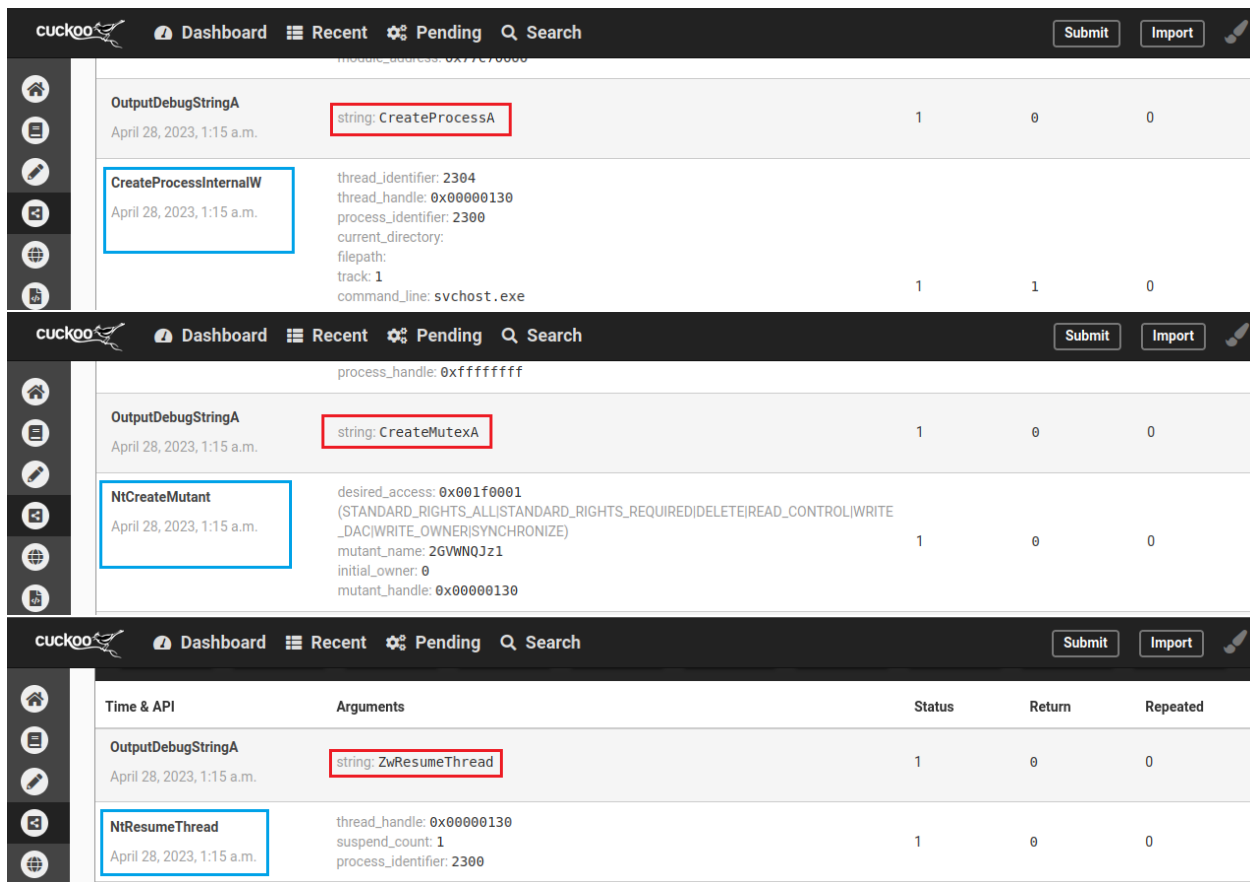 cuckoo Dashboard Recent Pending Search Submit Import
module_address: 0x77c70000
OutputDebugStringA
April 28, 2023, 1:15 a.m.
string: CreateProcessA
1 0 0
CreateProcessInternalW
April 28, 2023, 1:15 a.m.
thread_identifier: 2304
thread_handle: 0x00000130
process_identifier: 2300
current_directory:
filepath:
track: 1
command_line: svchost.exe
1 1 0
cuckoo Dashboard Recent Pending Search Submit Import
process_handle: 0xffffffff
OutputDebugStringA
April 28, 2023, 1:15 a.m.
string: CreateMutexA
1 0 0
NtCreateMutant
April 28, 2023, 1:15 a.m.
desired_access: 0x001f0001
(STANDARD_RIGHTS_ALL|STANDARD_RIGHTS_REQUIRED|DELETE|READ_CONTROL|WRITE
_DAC|WRITE_OWNER|SYNCHRONIZE)
mutant_name: 2GVWNQJz1
initial_owner: 0
mutant_handle: 0x00000130
1 0 0
cuckoo Dashboard Recent Pending Search Submit Import
Time & API Arguments Status Return Repeated
OutputDebugStringA
April 28, 2023, 1:15 a.m.
string: ZwResumeThread
1 0 0
NtResumeThread
April 28, 2023, 1:15 a.m.
thread_handle: 0x00000130
suspend_count: 1
process_identifier: 2300
1 0 0